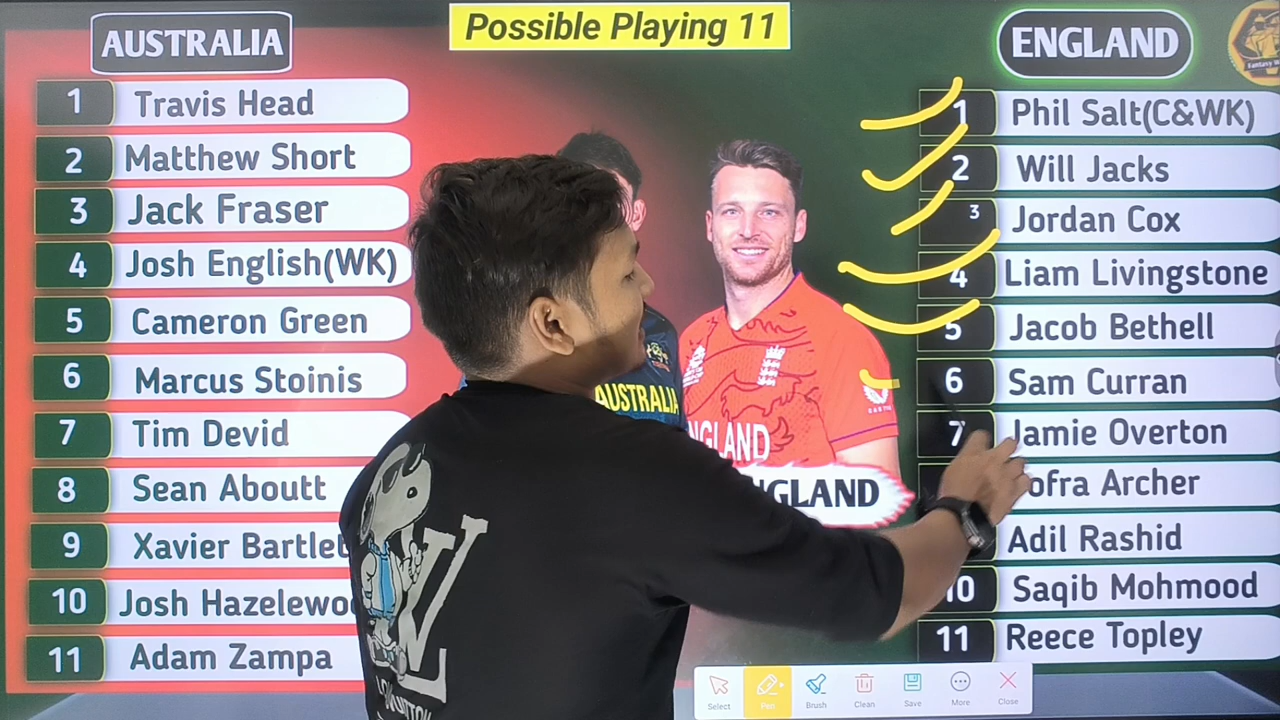 Possible Playing 11
AUSTRALIA
1 Travis Head
2 Matthew Short
3 Jack Fraser
4 Josh English(WK)
5 Cameron Green
6 Marcus Stoinis
7 Tim Devid
8 Sean Aboutt
9 Xavier Bartlet
10 Josh Hazelewoo
11 Adam Zampa
ENGLAND
1 Phil Salt(C&WK)
2 Will Jacks
3 Jordan Cox
4 Liam Livingstone
5 Jacob Bethell
6 Sam Curran
7 Jamie Overton
ofra Archer
Adil Rashid
10 Saqib Mohmood
11 Reece Topley
AUSTRALIA
NGLAND
NGLAND
Select Pen Brush Clean Save More Close